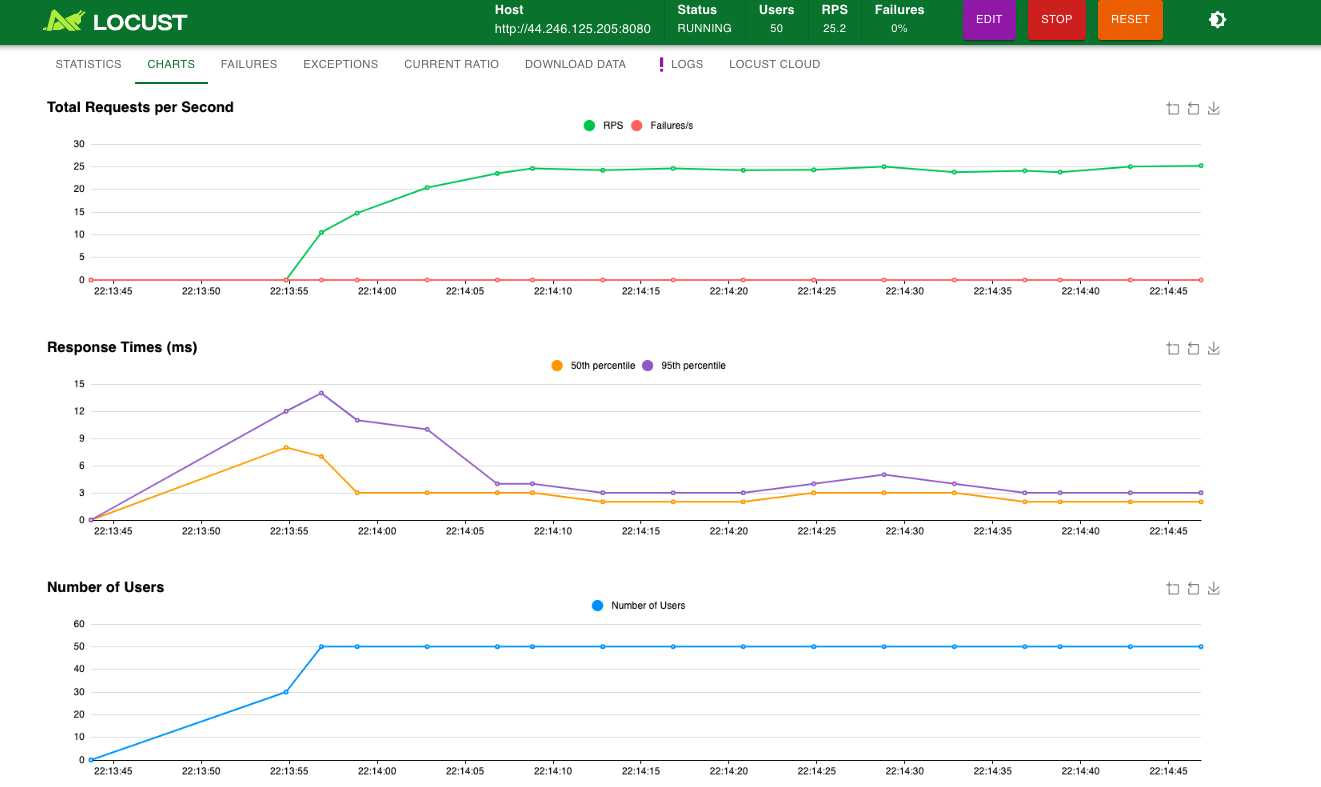 LOCUST
Host
http://44.246.125.205:8080
Status
RUNNING
Users
50
RPS
25.2
Failures
0%
EDIT
STOP
RESET
STATISTICS CHARTS FAILURES EXCEPTIONS CURRENT RATIO DOWNLOAD DATA LOGS LOCUST CLOUD
Total Requests per Second
RPS Failures/s
30
25
20
15
10
5
0
22:13:45 22:13:50 22:13:55 22:14:00 22:14:05 22:14:10 22:14:15 22:14:20 22:14:25 22:14:30 22:14:35 22:14:40 22:14:45
Response Times (ms)
50th percentile 95th percentile
15
12
9
6
3
0
22:13:45 22:13:50 22:13:55 22:14:00 22:14:05 22:14:10 22:14:15 22:14:20 22:14:25 22:14:30 22:14:35 22:14:40 22:14:45
Number of Users
Number of Users
60
50
40
30
20
10
0
22:13:45 22:13:50 22:13:55 22:14:00 22:14:05 22:14:10 22:14:15 22:14:20 22:14:25 22:14:30 22:14:35 22:14:40 22:14:45